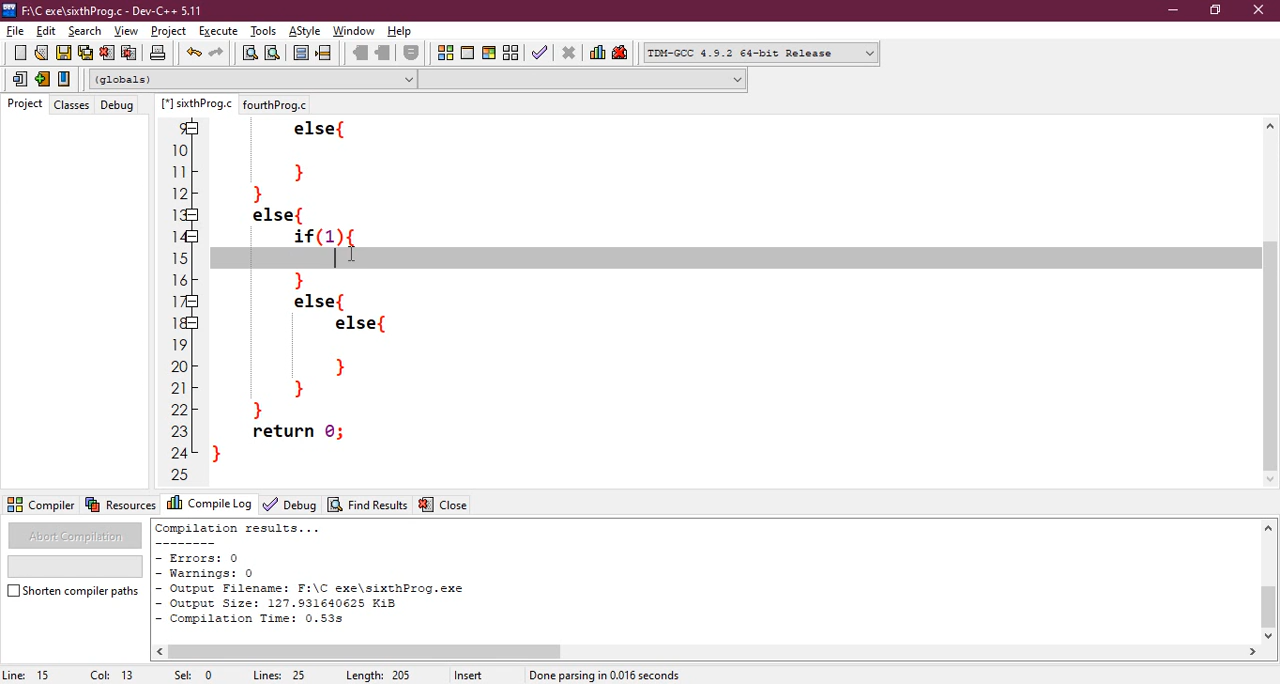 F:\C exe\sixthProg.c - Dev-C++ 5.11
File Edit Search View Project Execute Tools AStyle Window Help
TDM-GCC 4.9.2 64-bit Release
(globals)
Project Classes Debug [*] sixthProg.c fourthProg.c
9 else{
10
11 }
12 }
13 else{
14 if(1){
15
16 }
17 else{
18 else{
19
20 }
21 }
22 }
23 return 0;
24 }
25
Compiler Resources Compile Log Debug Find Results Close
Abort Compilation
Shorten compiler paths
Compilation results...
--------
- Errors: 0
- Warnings: 0
- Output Filename: F:\C exe\sixthProg.exe
- Output Size: 127.931640625 KiB
- Compilation Time: 0.53s
Line: 15 Col: 13 Sel: 0 Lines: 25 Length: 205 Insert Done parsing in 0.016 seconds